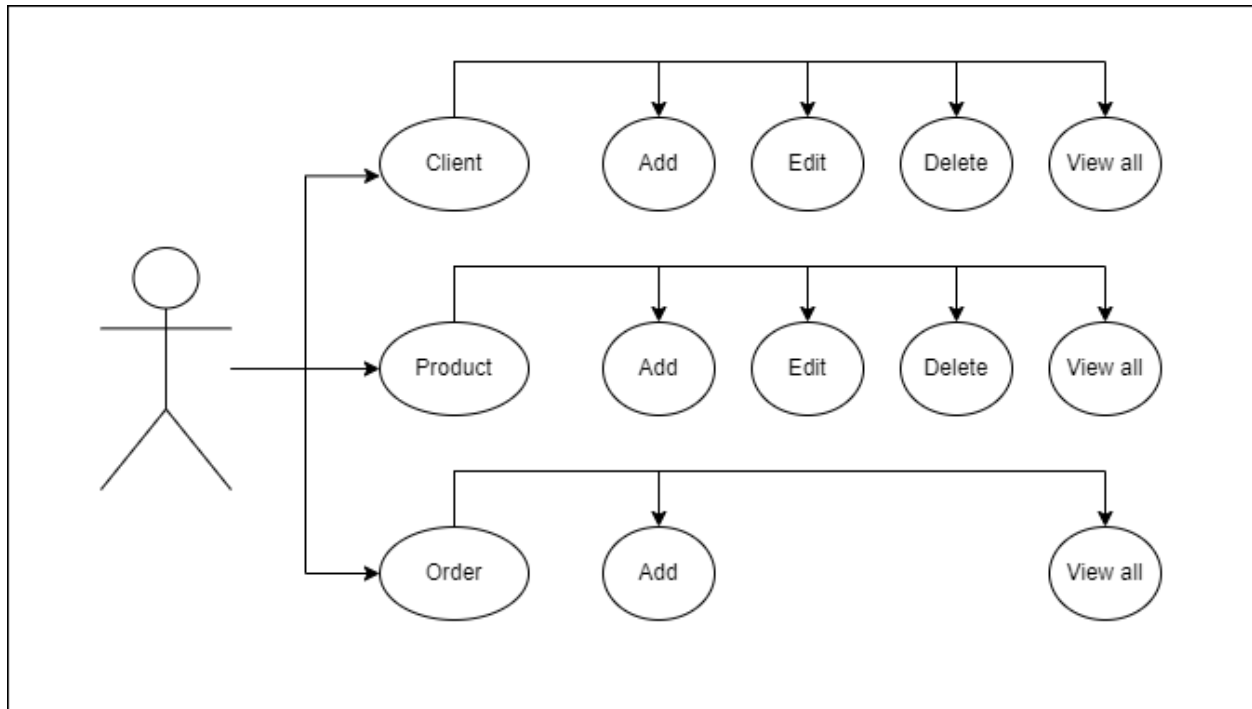 Client
Add
Edit
Delete
View all
Product
Add
Edit
Delete
View all
Order
Add
View all